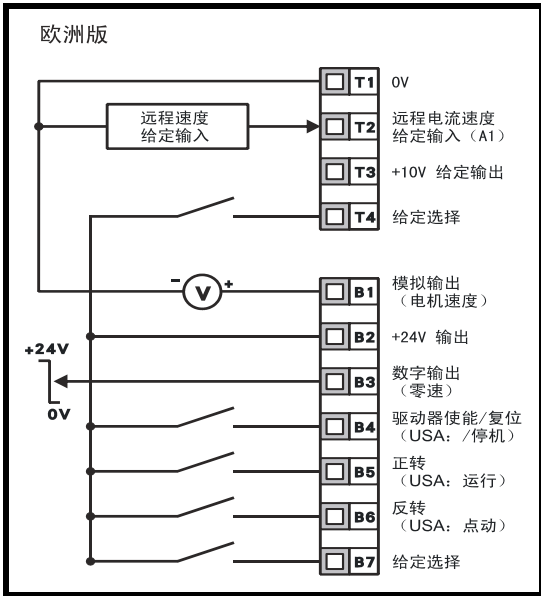 欧洲版
T1 0V
远程速度
给定输入
T2 远程电流速度
给定输入（A1）
T3 +10V 给定输出
T4 给定选择
- V +
B1 模拟输出
（电机速度）
B2 +24V 输出
+24V
0V
B3 数字输出
（零速）
B4 驱动器使能/复位
（USA：/停机）
B5 正转
（USA：运行）
B6 反转
（USA：点动）
B7 给定选择